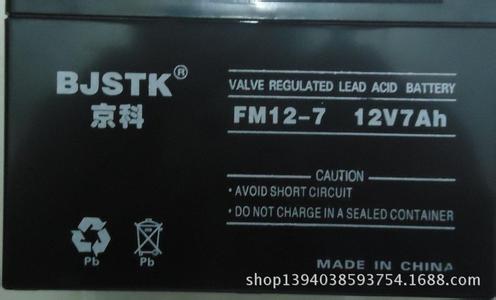 BJSTK®
京科
VALVE REGULATED LEAD ACID BATTERY
FM12-7 12V7Ah
CAUTION
• AVOID SHORT CIRCUIT
• DO NOT CHARGE IN A SEALED CONTAINER
Pb Pb
MADE IN CHINA
shop1394038593754.1688.com